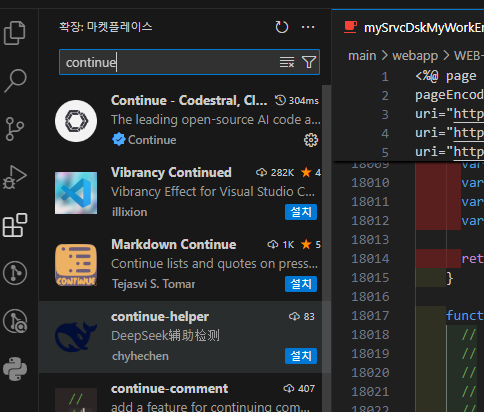 확장: 마켓플레이스
continue
Continue - Codestral, Cl... 304ms
The leading open-source AI code a...
Continue
Vibrancy Continued 282K 4
Vibrancy Effect for Visual Studio C...
illixion 설치
Markdown Continue 1K 5
Continue lists and quotes on press...
Tejasvi S. Tomar 설치
continue-helper 83
DeepSeek辅助检测
chyhechen 설치
continue-comment 407
add a feature for continuing com...
mySrvcDskMyWorkEr
main > webapp > WEB-
1 <%@ page
2 pageEncod
3 uri="http
4 uri="http
5 uri="http
18009 var
18010 var
18011 var
18012 var
18013
18014 ret
18015 }
18016
18017 funct
18018 //
18019 //
18020 //
18021 //
18022 //